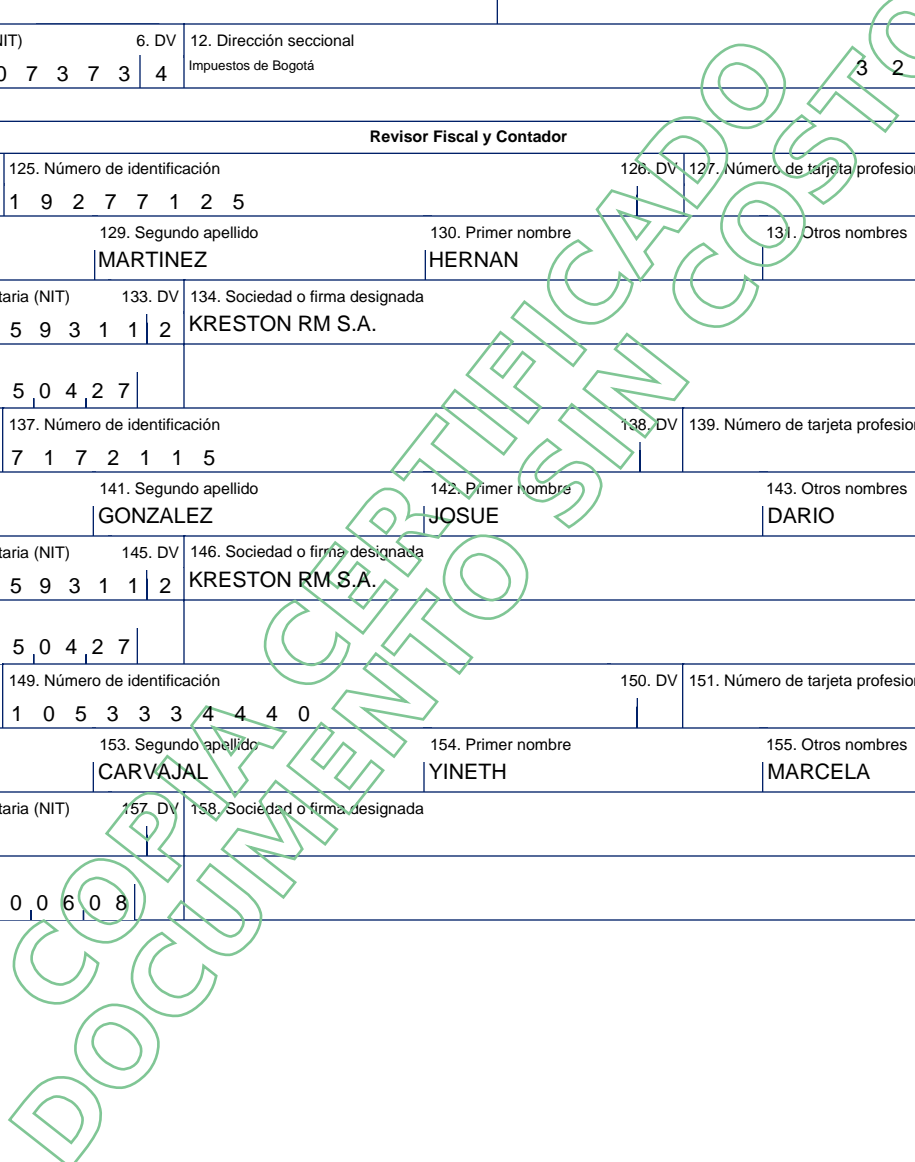 NIT) 6. DV 12. Dirección seccional
0 7 3 7 3 4 Impuestos de Bogotá 3 2
Revisor Fiscal y Contador
125. Número de identificación 126. DV 127. Número de tarjeta profesion
1 9 2 7 7 1 2 5
129. Segundo apellido 130. Primer nombre 131. Otros nombres
MARTINEZ HERNAN
taria (NIT) 133. DV 134. Sociedad o firma designada
5 9 3 1 1 2 KRESTON RM S.A.
5 0 4 2 7
137. Número de identificación 138. DV 139. Número de tarjeta profesion
7 1 7 2 1 1 5
141. Segundo apellido 142. Primer nombre 143. Otros nombres
GONZALEZ JOSUE DARIO
taria (NIT) 145. DV 146. Sociedad o firma designada
5 9 3 1 1 2 KRESTON RM S.A.
5 0 4 2 7
149. Número de identificación 150. DV 151. Número de tarjeta profesion
1 0 5 3 3 3 4 4 4 0
153. Segundo apellido 154. Primer nombre 155. Otros nombres
CARVAJAL YINETH MARCELA
taria (NIT) 157. DV 158. Sociedad o firma designada
0 0 6 0 8
COPIA CERTIFICADO
DOCUMENTO SIN COSTO